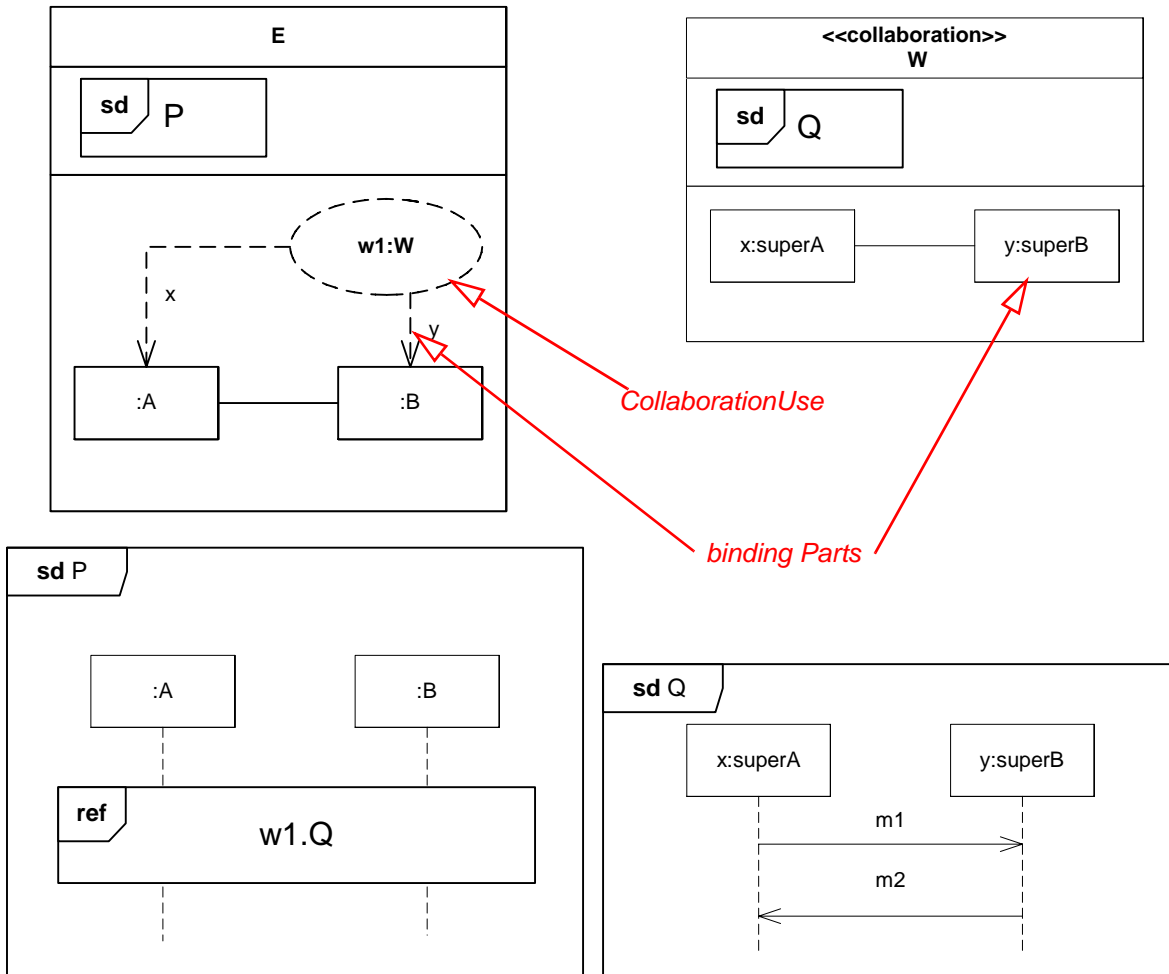 E
sd P
w1:W
x
y
:A
:B
<<collaboration>>
W
sd Q
x:superA
y:superB
CollaborationUse
binding Parts
sd P
:A
:B
ref
w1.Q
sd Q
x:superA
y:superB
m1
m2